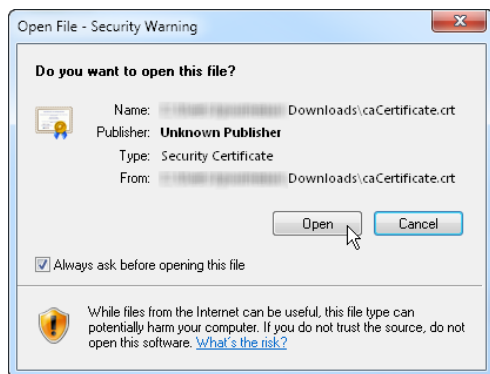 Open File - Security Warning
Do you want to open this file?
Name: Downloads\caCertificate.crt
Publisher: Unknown Publisher
Type: Security Certificate
From: Downloads\caCertificate.crt
Open Cancel
Always ask before opening this file
While files from the Internet can be useful, this file type can
potentially harm your computer. If you do not trust the source, do not
open this software. What's the risk?